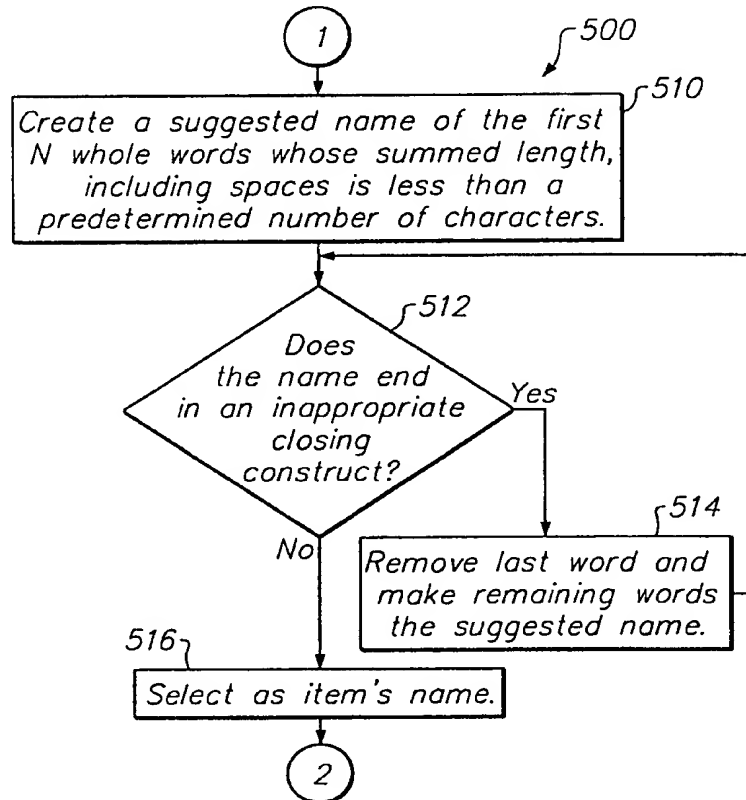 1
500
510
Create a suggested name of the first
N whole words whose summed length,
including spaces is less than a
predetermined number of characters.
512
Does
the name end
in an inappropriate
closing
construct?
Yes
No
514
Remove last word and
make remaining words
the suggested name.
516
Select as item's name.
2